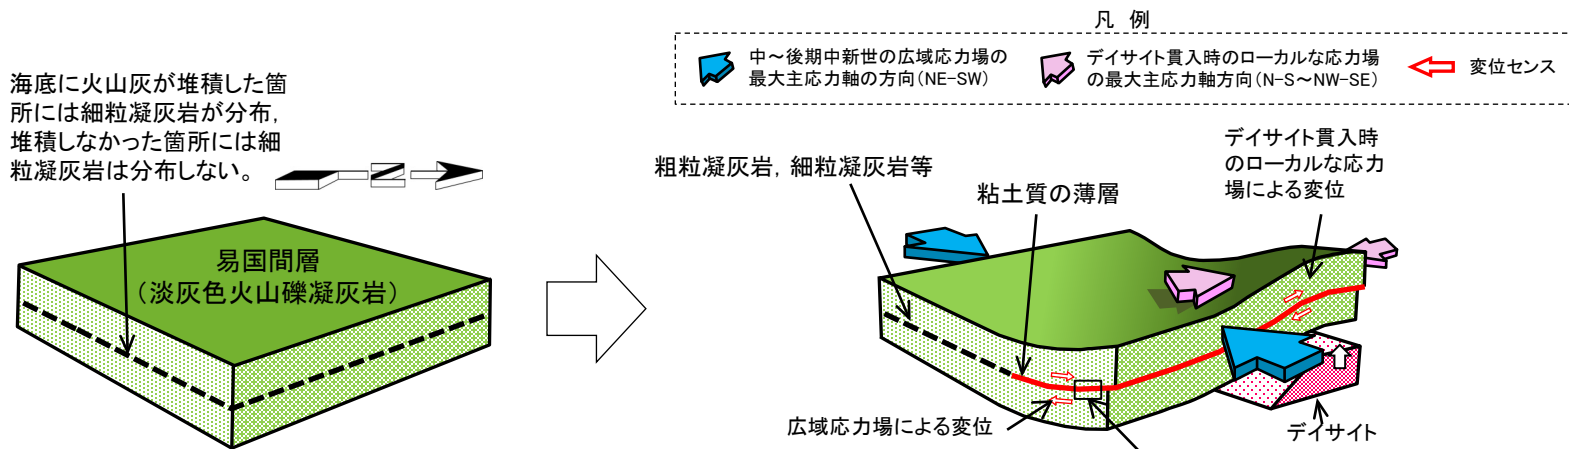 凡 例
中～後期中新世の広域応力場の
最大主応力軸の方向(NE-SW)
デイサイト貫入時のローカルな応力場
の最大主応力軸方向(N-S～NW-SE)
変位センス
海底に火山灰が堆積した箇
所には細粒凝灰岩が分布，
堆積しなかった箇所には細
粒凝灰岩は分布しない。
N
易国間層
（淡灰色火山礫凝灰岩）
粗粒凝灰岩，細粒凝灰岩等
粘土質の薄層
デイサイト貫入時
のローカルな応力
場による変位
広域応力場による変位
デイサイト